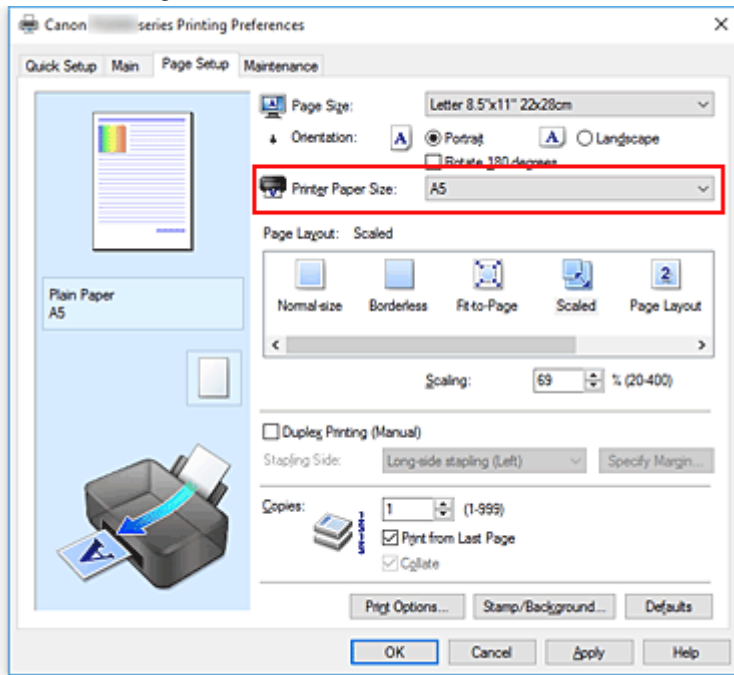 Canon series Printing Preferences
Quick Setup Main Page Setup Maintenance
Page Size: Letter 8.5"x11" 22x28cm
Orientation: A Portrait A Landscape
Rotate 180 degrees
Printer Paper Size: A5
Page Layout: Scaled
Normal-size Borderless Fit-to-Page Scaled Page Layout
Plain Paper
A5
Scaling: 69 % (20-400)
Duplex Printing (Manual)
Stapling Side: Long-side stapling (Left) Specify Margin...
Copies: 1 (1-999)
Print from Last Page
Collate
Print Options... Stamp/Background... Defaults
OK Cancel Apply Help